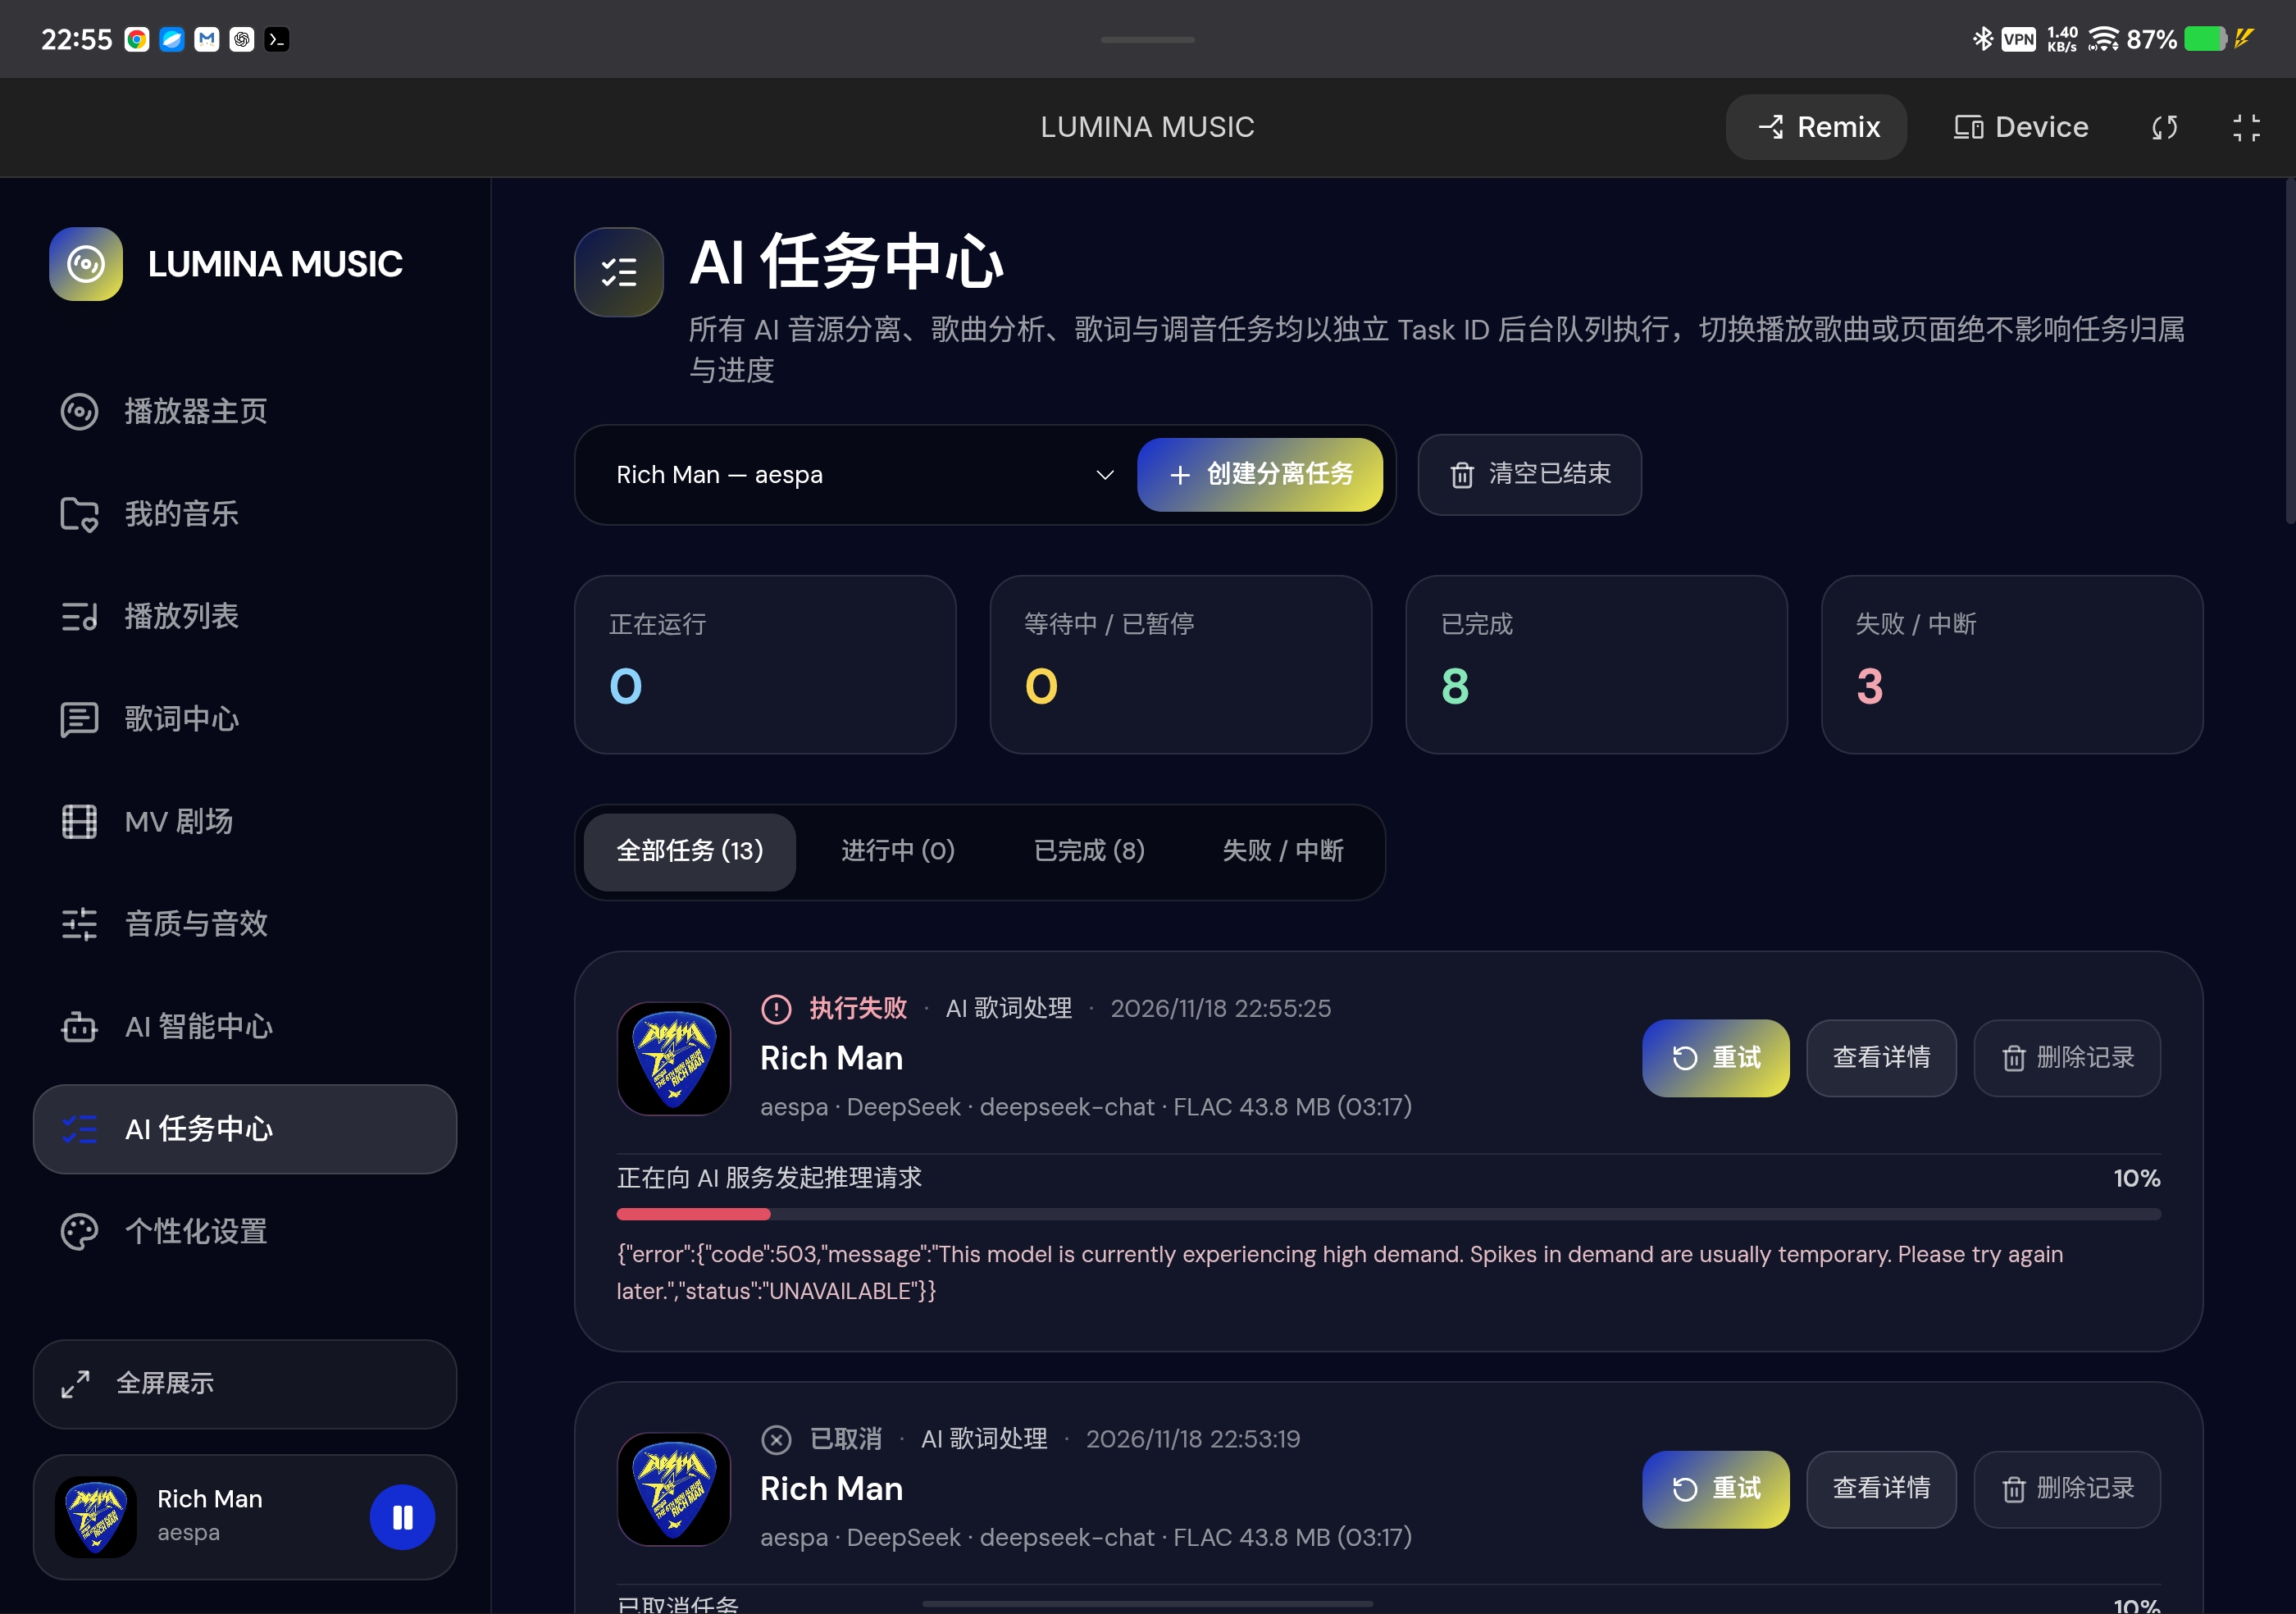 22:55
VPN 1.40 KB/s 87%
LUMINA MUSIC
Remix
Device
LUMINA MUSIC
播放器主页
我的音乐
播放列表
歌词中心
MV 剧场
音质与音效
AI 智能中心
AI 任务中心
个性化设置
全屏展示
Rich Man
aespa
AI 任务中心
所有 AI 音源分离、歌曲分析、歌词与调音任务均以独立 Task ID 后台队列执行，切换播放歌曲或页面绝不影响任务归属
与进度
Rich Man — aespa
创建分离任务
清空已结束
正在运行
0
等待中 / 已暂停
0
已完成
8
失败 / 中断
3
全部任务 (13)
进行中 (0)
已完成 (8)
失败 / 中断
执行失败 · AI 歌词处理 · 2026/11/18 22:55:25
Rich Man
aespa · DeepSeek · deepseek-chat · FLAC 43.8 MB (03:17)
重试
查看详情
删除记录
正在向 AI 服务发起推理请求
10%
{"error":{"code":503,"message":"This model is currently experiencing high demand. Spikes in demand are usually temporary. Please try again
later.","status":"UNAVAILABLE"}}
已取消 · AI 歌词处理 · 2026/11/18 22:53:19
Rich Man
aespa · DeepSeek · deepseek-chat · FLAC 43.8 MB (03:17)
重试
查看详情
删除记录
已取消任务
10%